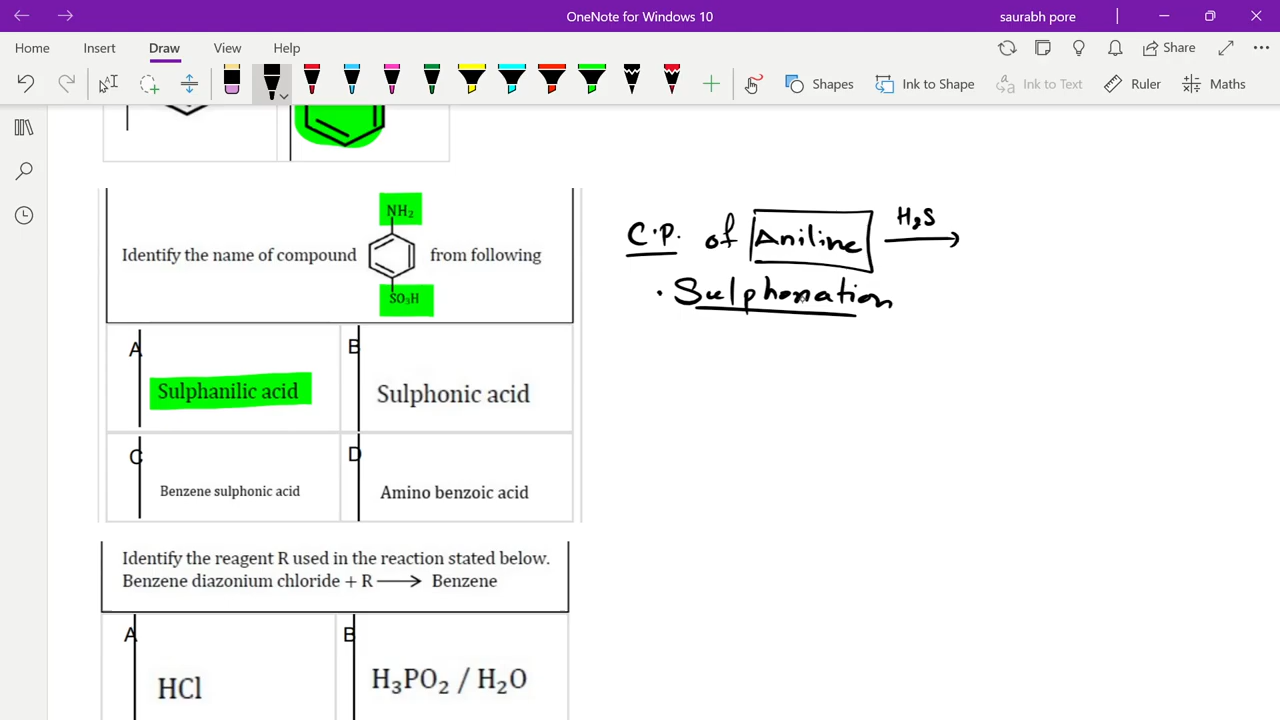 OneNote for Windows 10
saurabh pore
Home Insert Draw View Help
Share
Shapes
Ink to Shape
Ink to Text
Ruler
Maths
NH2
Identify the name of compound from following
SO3H
A
Sulphanilic acid
B
Sulphonic acid
C
Benzene sulphonic acid
D
Amino benzoic acid
C.P. of Aniline H2S
· Sulphonation
Identify the reagent R used in the reaction stated below.
Benzene diazonium chloride + R ⟶ Benzene
A
HCl
B
H3PO2 / H2O